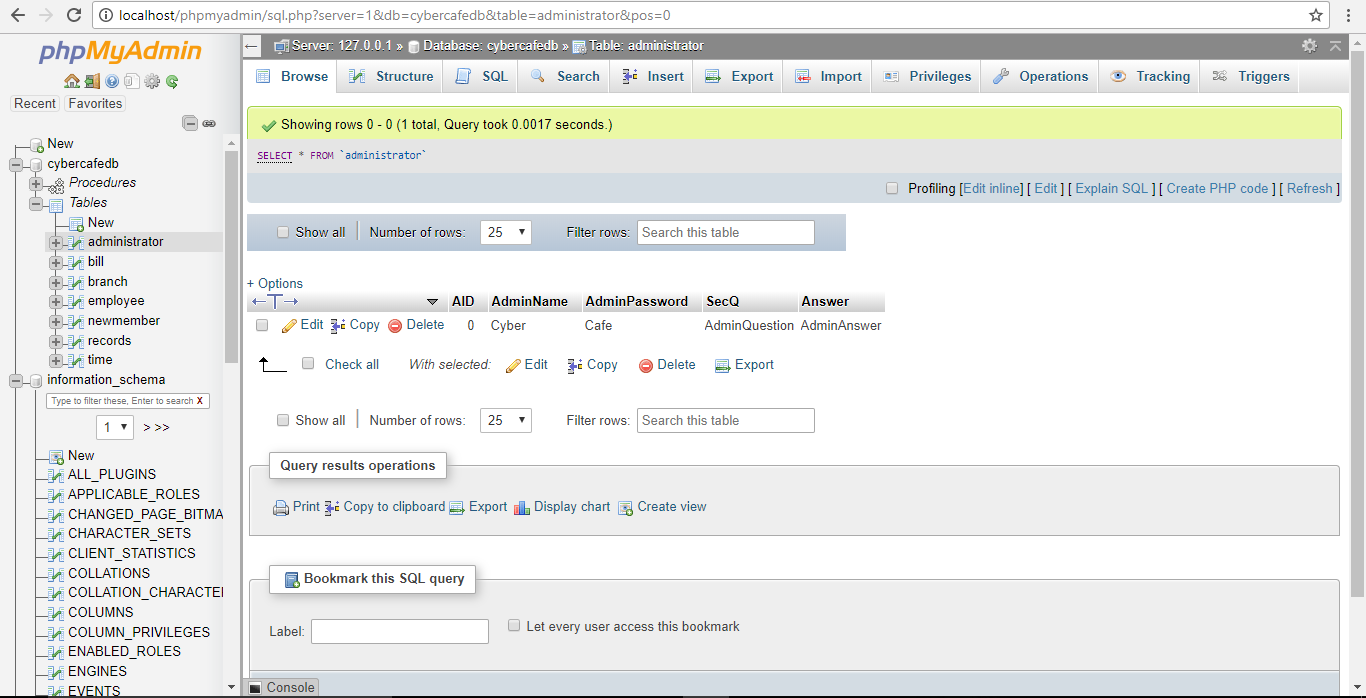 localhost/phpmyadmin/sql.php?server=1&db=cybercafedb&table=administrator&pos=0
phpMyAdmin
Recent Favorites
New
cybercafedb
Procedures
Tables
New
administrator
bill
branch
employee
newmember
records
time
information_schema
Type to filter these, Enter to search X
1 > >>
New
ALL_PLUGINS
APPLICABLE_ROLES
CHANGED_PAGE_BITMA
CHARACTER_SETS
CLIENT_STATISTICS
COLLATIONS
COLLATION_CHARACTE
COLUMNS
COLUMN_PRIVILEGES
ENABLED_ROLES
ENGINES
EVENTS
Server: 127.0.0.1 » Database: cybercafedb » Table: administrator
Browse Structure SQL Search Insert Export Import Privileges Operations Tracking Triggers
Showing rows 0 - 0 (1 total, Query took 0.0017 seconds.)
SELECT * FROM `administrator`
Profiling [Edit inline] [ Edit ] [ Explain SQL ] [ Create PHP code ] [ Refresh ]
Show all Number of rows: 25 Filter rows: Search this table
+ Options
←T→ AID AdminName AdminPassword SecQ Answer
Edit Copy Delete 0 Cyber Cafe AdminQuestion AdminAnswer
Check all With selected: Edit Copy Delete Export
Show all Number of rows: 25 Filter rows: Search this table
Query results operations
Print Copy to clipboard Export Display chart Create view
Bookmark this SQL query
Label: Let every user access this bookmark
Console